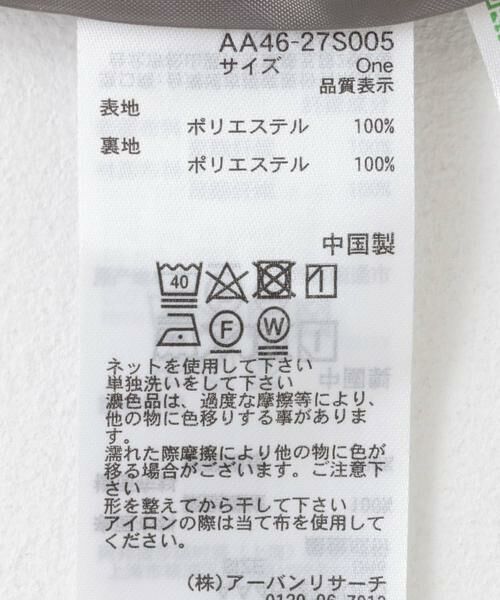 AA46-27S005
サイズ One
品質表示
表地
ポリエステル 100%
裏地
ポリエステル 100%
中国製
40
F W
ネットを使用して下さい
単独洗いをして下さい
濃色品は、過度な摩擦等により、
他の物に色移りする事がありま
す。
濡れた際摩擦により他の物に色が
移る場合がございます。ご注意下
さい
形を整えてから干して下さい
アイロンの際は当て布を使用して
ください。
(株)アーバンリサーチ